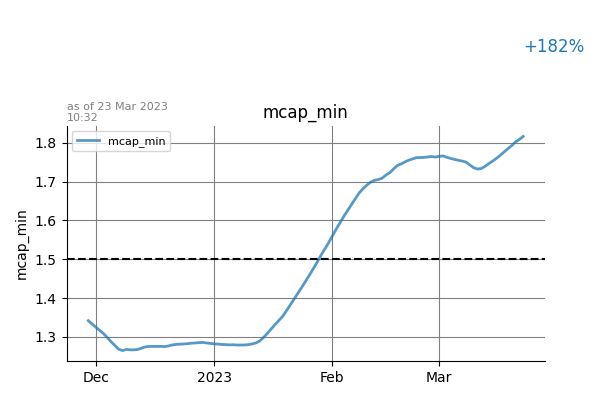 +182%
as of 23 Mar 2023
10:32
mcap_min
mcap_min
mcap_min
1.8
1.7
1.6
1.5
1.4
1.3
Dec 2023 Feb Mar